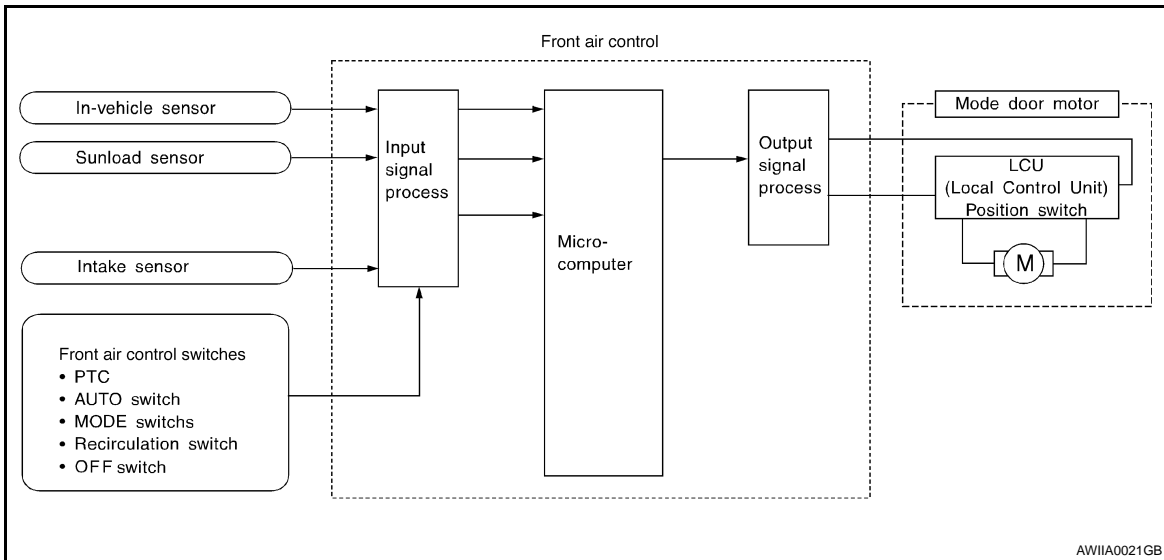 Front air control
In-vehicle sensor
Sunload sensor
Intake sensor
Front air control switches
• PTC
• AUTO switch
• MODE switchs
• Recirculation switch
• OFF switch
Input
signal
process
Micro-
computer
Output
signal
process
Mode door motor
LCU
(Local Control Unit)
Position switch
M
AWIIA0021GB